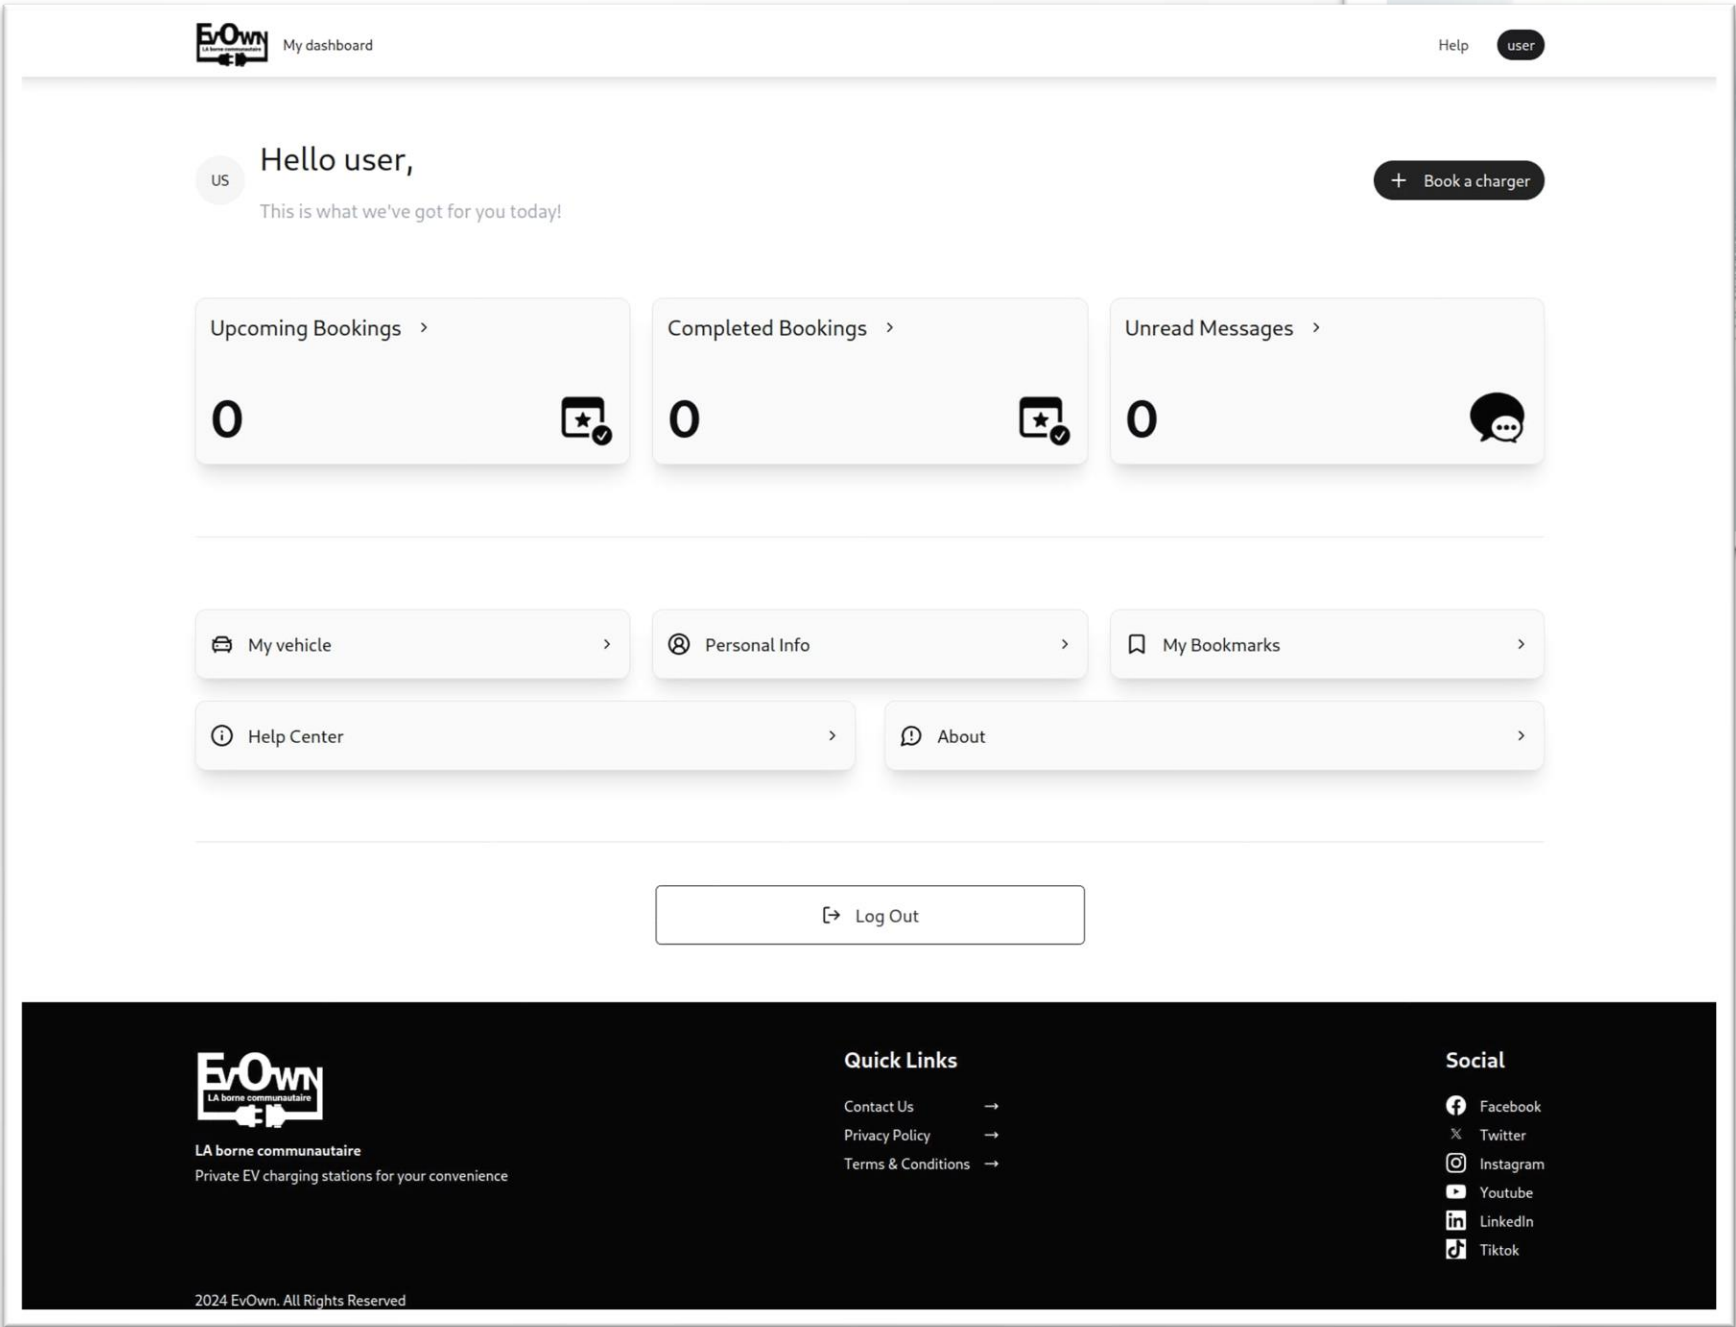 EvOwn
LA borne communautaire
My dashboard
Help
user
US
Hello user,
This is what we've got for you today!
+ Book a charger
Upcoming Bookings
0
Completed Bookings
0
Unread Messages
0
My vehicle
Personal Info
My Bookmarks
Help Center
About
Log Out
EvOwn
LA borne communautaire
LA borne communautaire
Private EV charging stations for your convenience
2024 EvOwn. All Rights Reserved
Quick Links
Contact Us →
Privacy Policy →
Terms & Conditions →
Social
Facebook
Twitter
Instagram
Youtube
LinkedIn
Tiktok